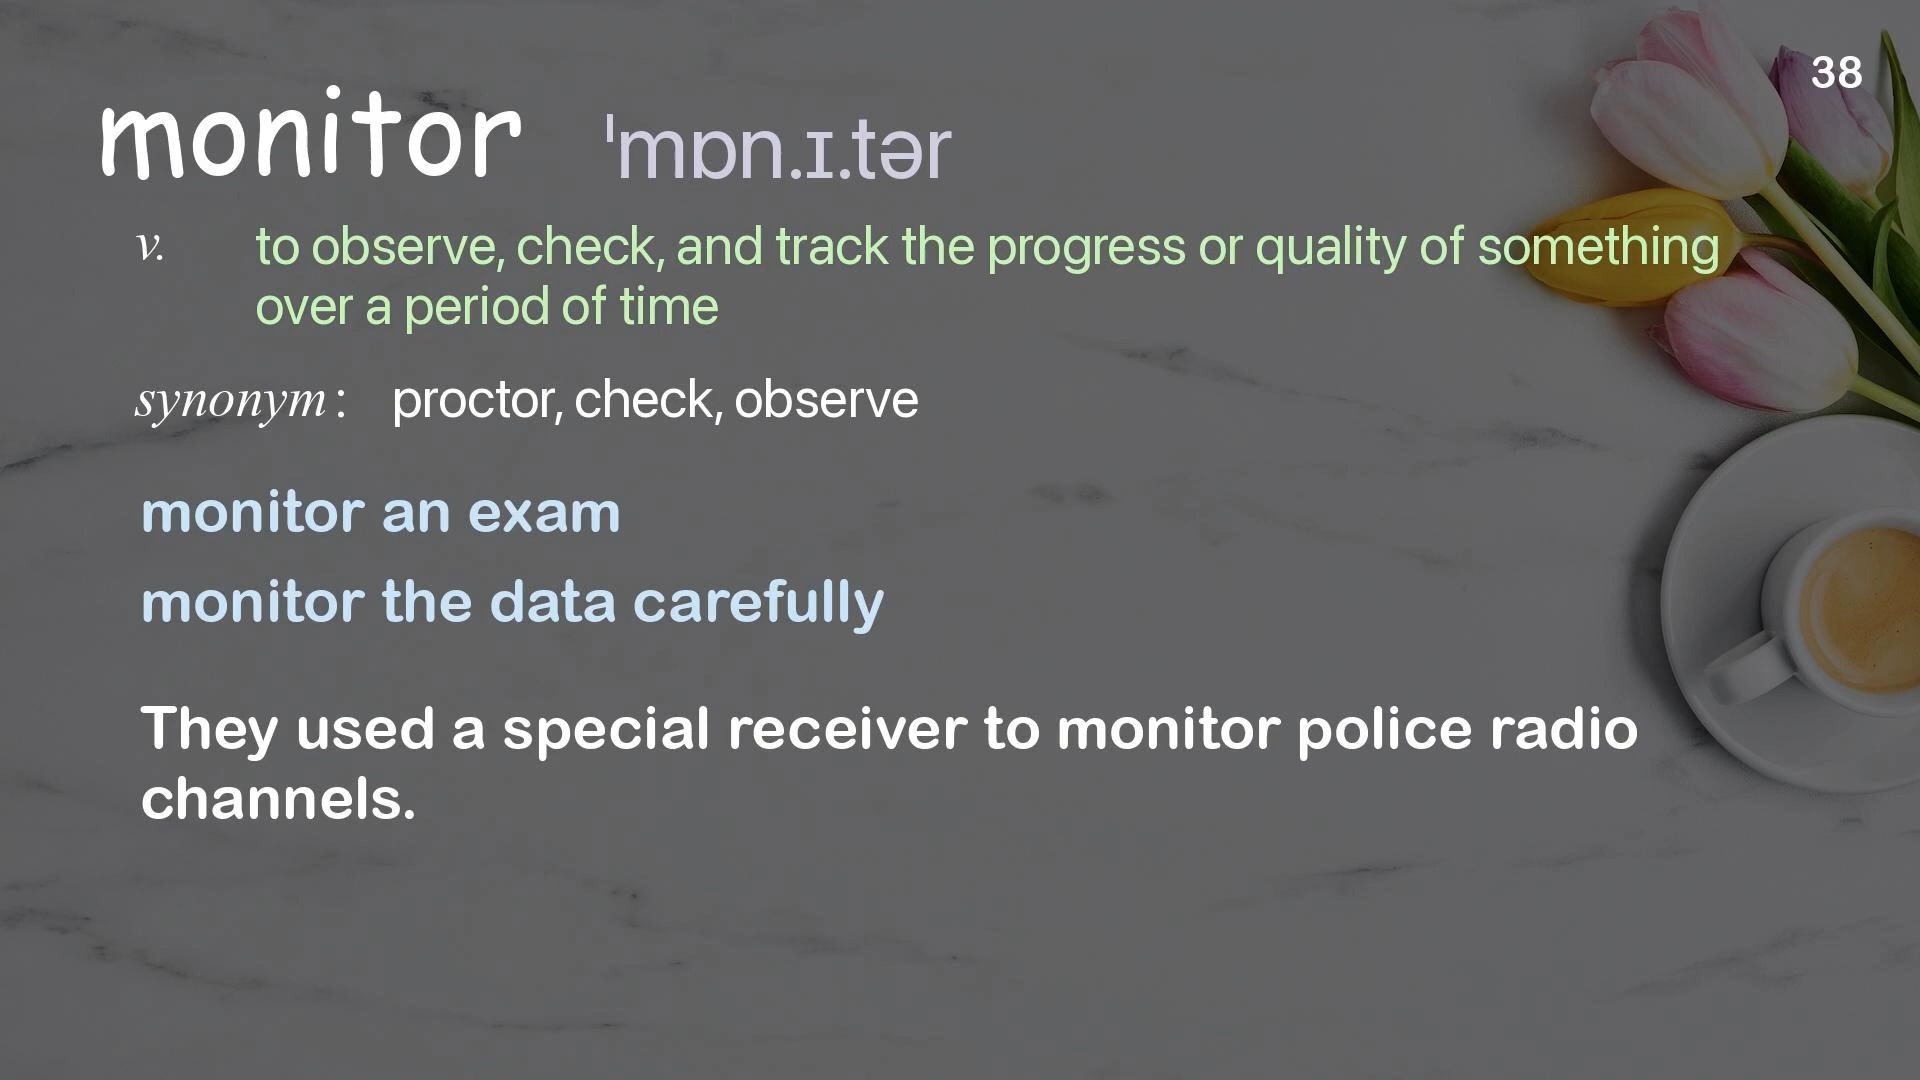 38
monitor ˈmɒn.ɪ.tər
v. to observe, check, and track the progress or quality of something
over a period of time
synonym : proctor, check, observe
monitor an exam
monitor the data carefully
They used a special receiver to monitor police radio
channels.